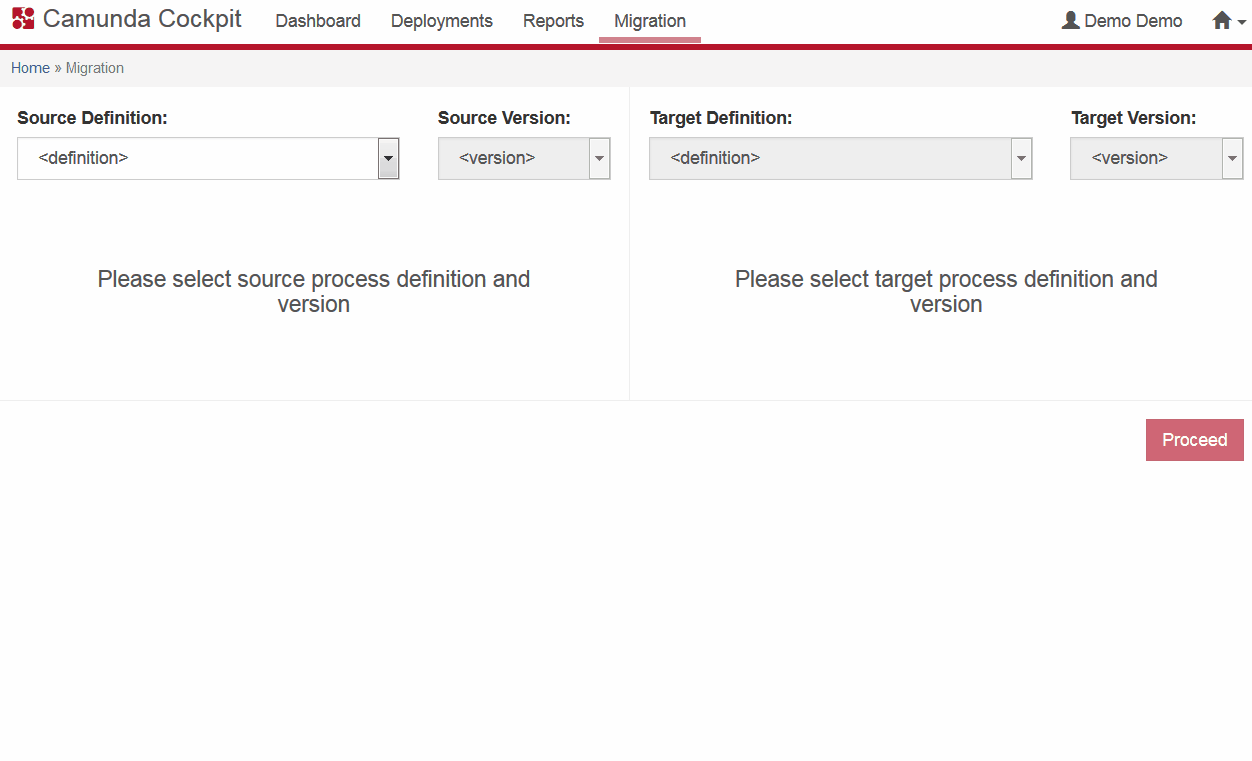 Camunda Cockpit Dashboard Deployments Reports Migration Demo Demo
Home » Migration
Source Definition: Source Version: Target Definition: Target Version:
<definition> <version> <definition> <version>
Please select source process definition and
version
Please select target process definition and
version
Proceed